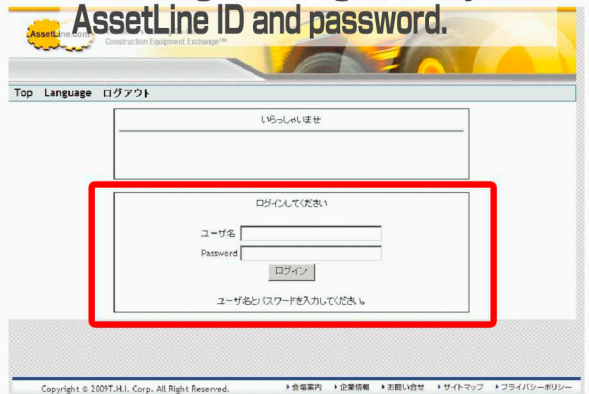 AssetLine ID and password.
AssetLine.com
Construction Equipment Exchange™
Top Language ログアウト
いらっしゃいませ
ログインしてください
ユーザ名
Password
ログイン
ユーザ名とパスワードを入力してください。
Copyright © 2009T.H.I. Corp. All Right Reserved. 会場案内 企業情報 お問い合せ サイトマップ プライバシーポリシー